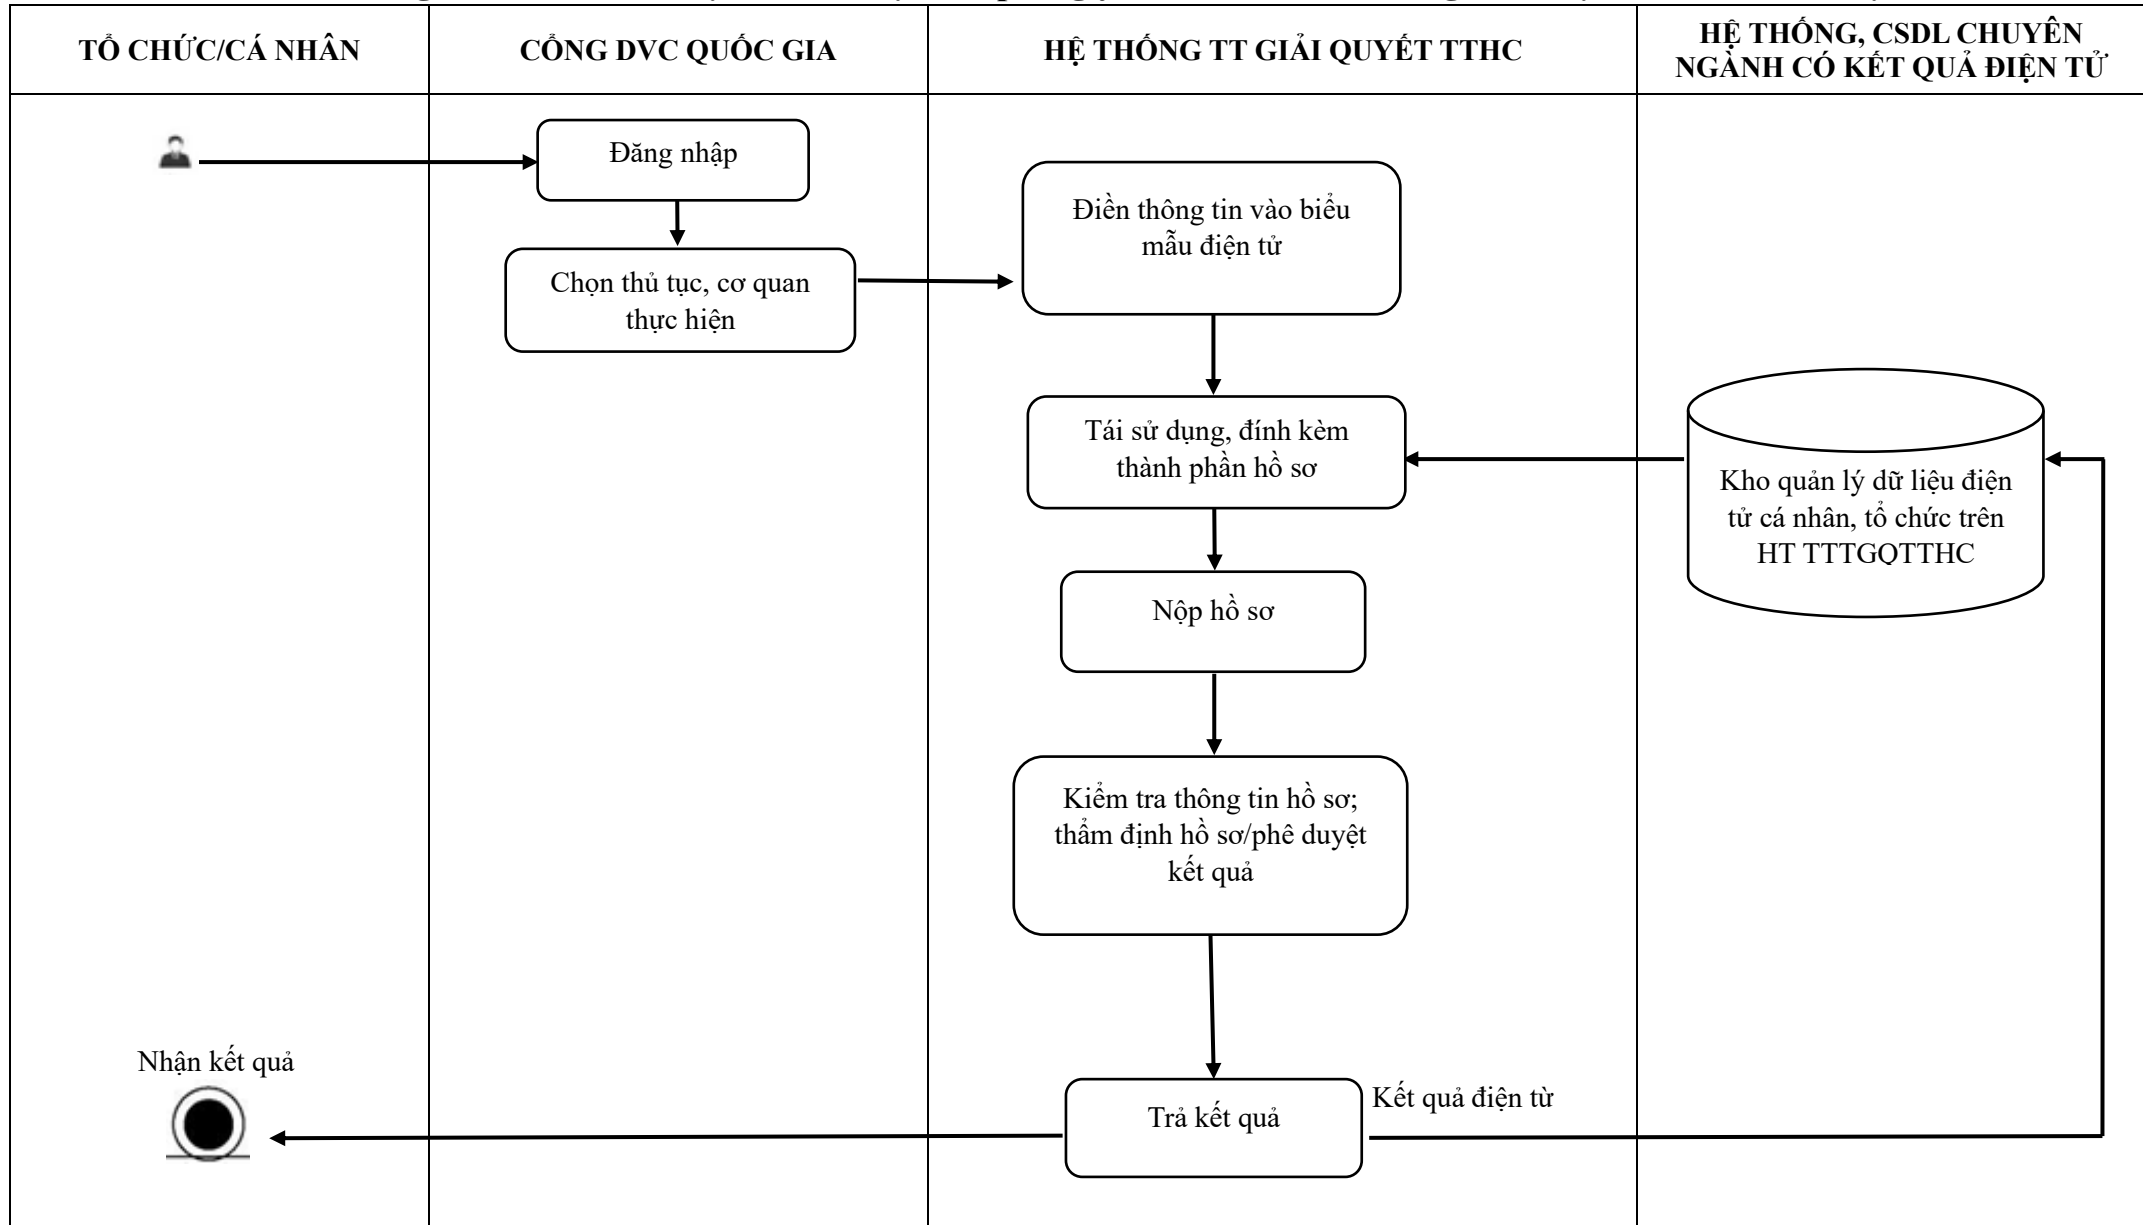 TỔ CHỨC/CÁ NHÂN
CỔNG DVC QUỐC GIA
HỆ THỐNG TT GIẢI QUYẾT TTHC
HỆ THỐNG, CSDL CHUYÊN
NGÀNH CÓ KẾT QUẢ ĐIỆN TỬ
Đăng nhập
Chọn thủ tục, cơ quan
thực hiện
Điền thông tin vào biểu
mẫu điện tử
Tái sử dụng, đính kèm
thành phần hồ sơ
Kho quản lý dữ liệu điện
tử cá nhân, tổ chức trên
HT TTTGQTTHC
Nộp hồ sơ
Kiểm tra thông tin hồ sơ;
thẩm định hồ sơ/phê duyệt
kết quả
Nhận kết quả
Trả kết quả
Kết quả điện từ